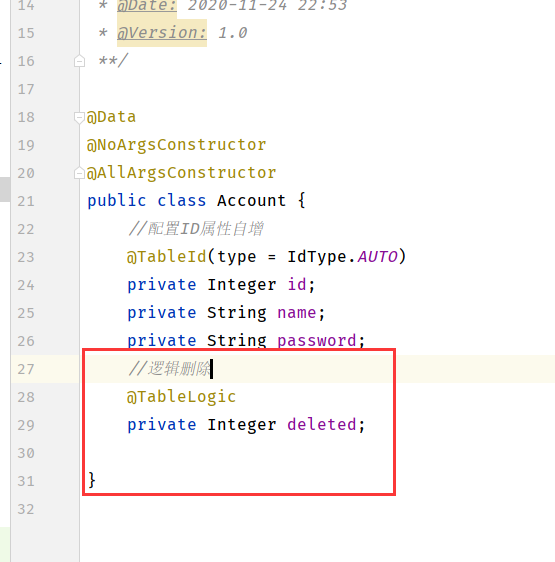 14 * @Date: 2020-11-24 22:53
15 * @Version: 1.0
16 **/
17
18 @Data
19 @NoArgsConstructor
20 @AllArgsConstructor
21 public class Account {
22 //配置ID属性自增
23 @TableId(type = IdType.AUTO)
24 private Integer id;
25 private String name;
26 private String password;
27 //逻辑删除
28 @TableLogic
29 private Integer deleted;
30
31 }
32